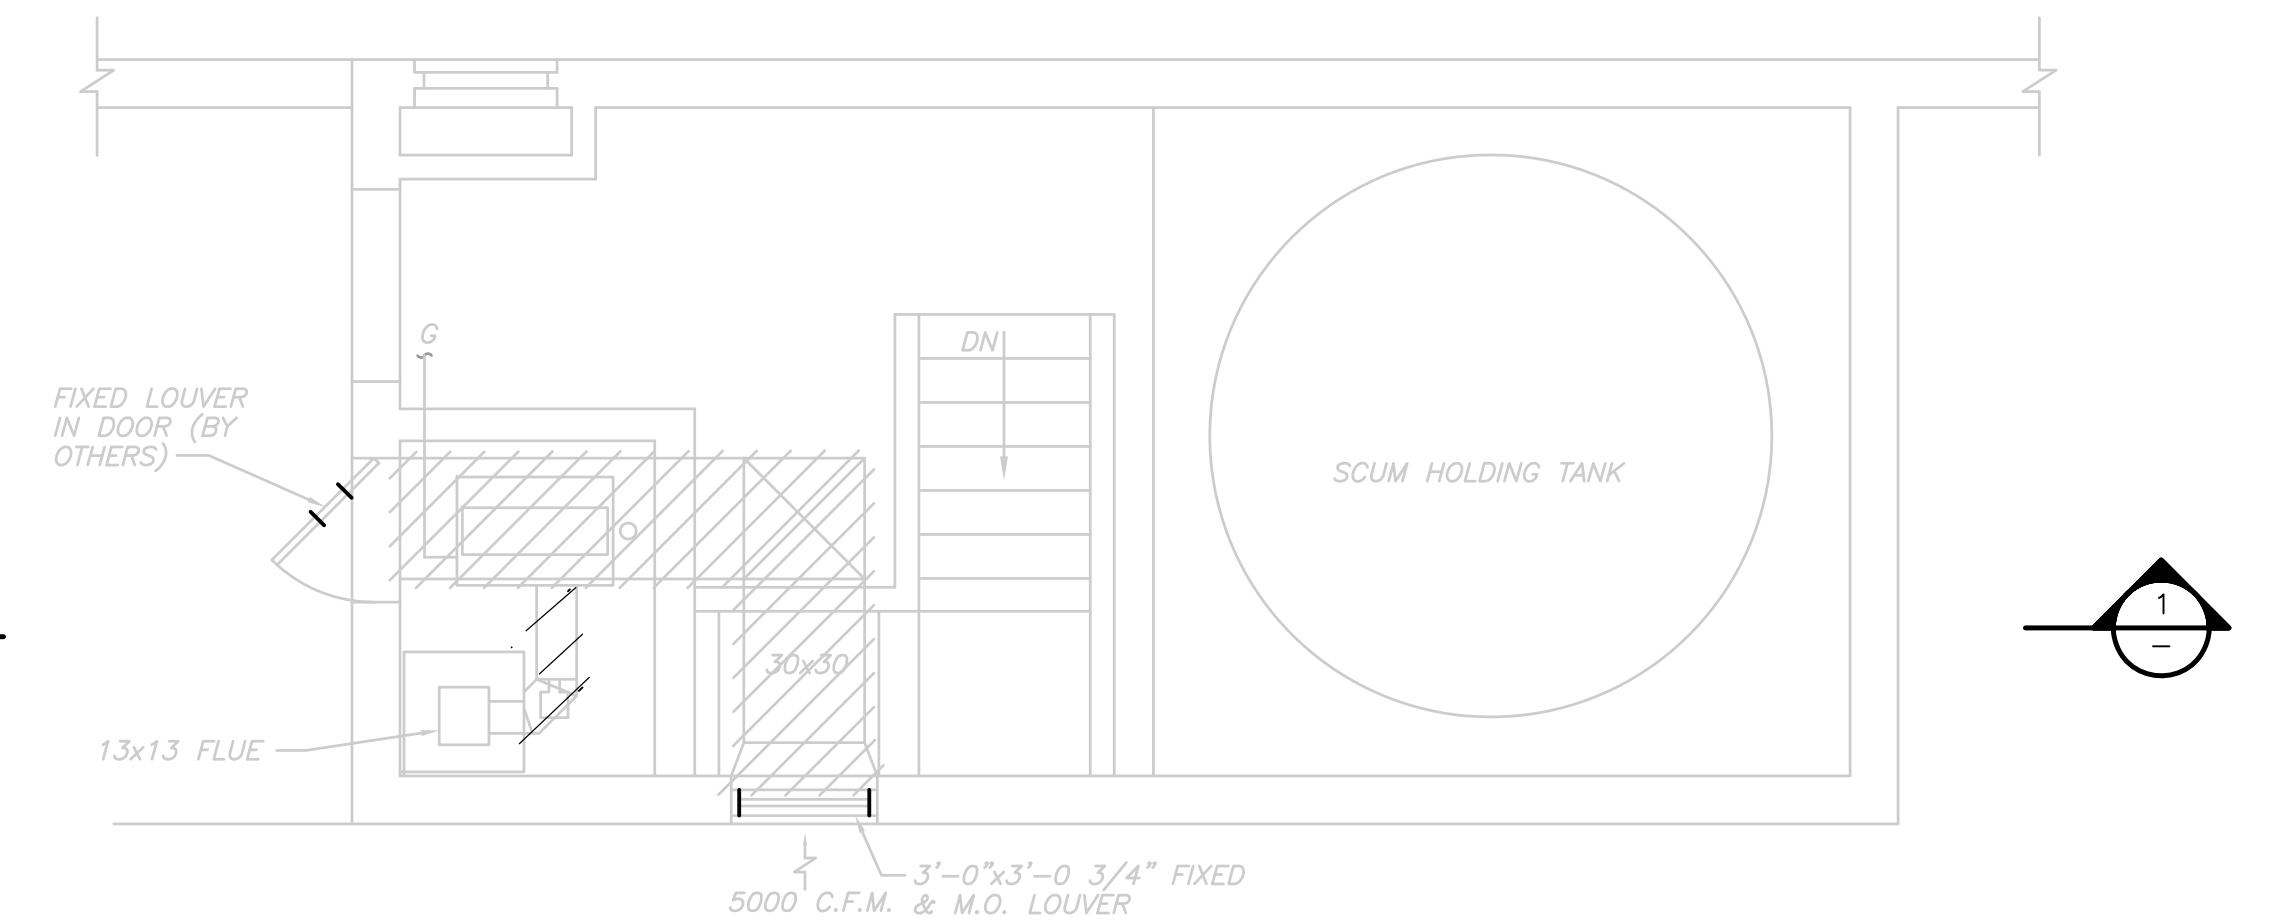 G
DN
FIXED LOUVER
IN DOOR (BY
OTHERS)
SCUM HOLDING TANK
1
–
30x30
13x13 FLUE
3'-0"x3'-0 3/4" FIXED
& M.O. LOUVER
5000 C.F.M.